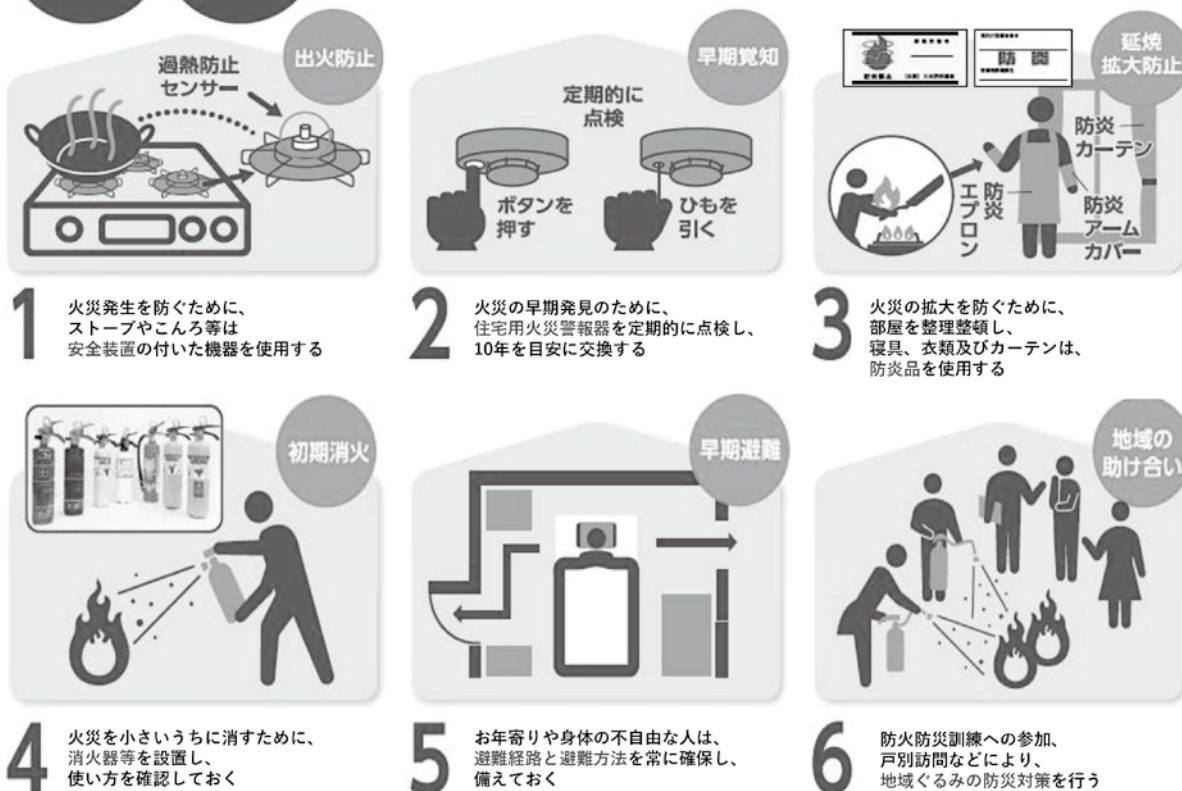 出火防止
過熱防止
センサー
1
火災発生を防ぐために、
ストーブやこんろ等は
安全装置の付いた機器を使用する
早期覚知
定期的に
点検
ボタンを
押す
ひもを
引く
2
火災の早期発見のために、
住宅用火災警報器を定期的に点検し、
10年を目安に交換する
延焼
拡大防止
防炎
防炎
カーテン
防炎
エプロン
防炎
アーム
カバー
3
火災の拡大を防ぐために、
部屋を整理整頓し、
寝具、衣類及びカーテンは、
防炎品を使用する
初期消火
4
火災を小さいうちに消すために、
消火器等を設置し、
使い方を確認しておく
早期避難
5
お年寄りや身体の不自由な人は、
避難経路と避難方法を常に確保し、
備えておく
地域の
助け合い
6
防火防災訓練への参加、
戸別訪問などにより、
地域ぐるみの防災対策を行う